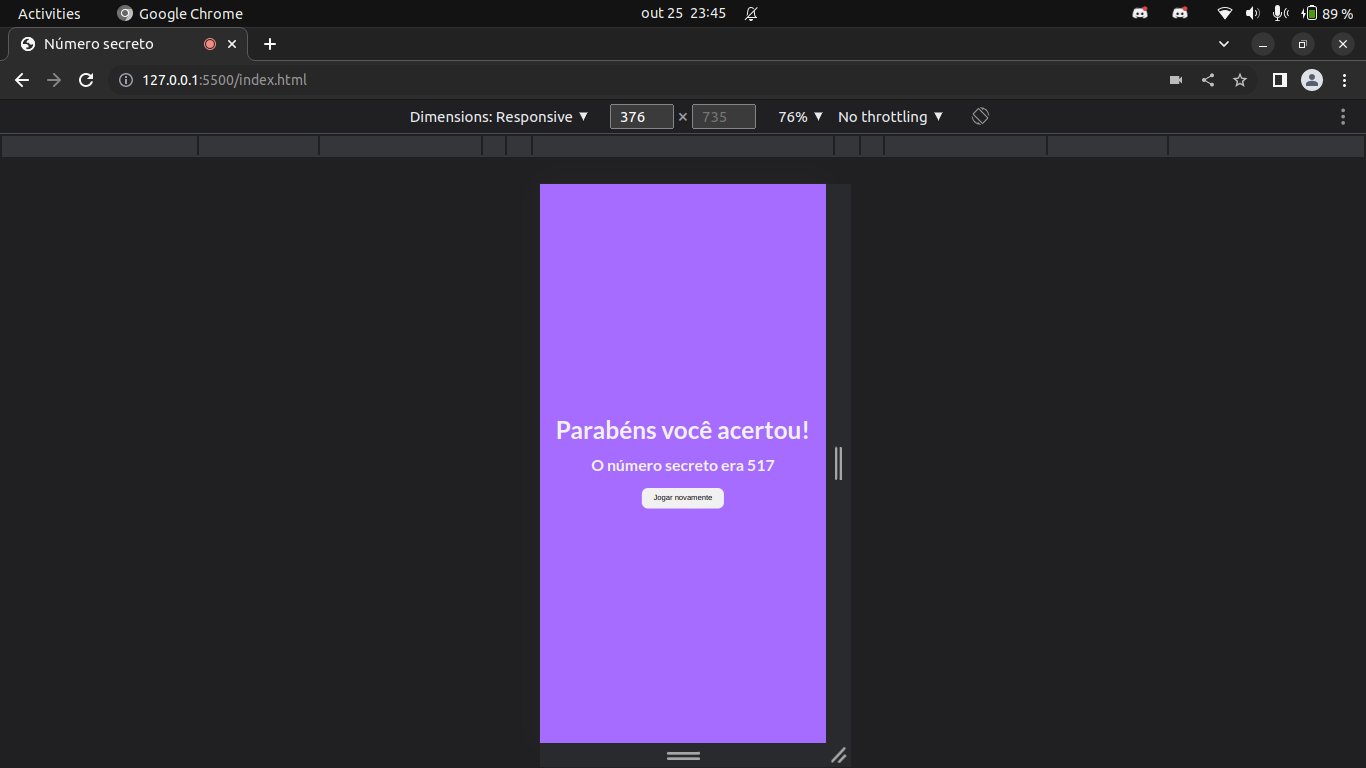 Activities Google Chrome out 25 23:45 89 %
Número secreto
127.0.0.1:5500/index.html
Dimensions: Responsive 376 × 735 76% No throttling
Parabéns você acertou!
O número secreto era 517
Jogar novamente